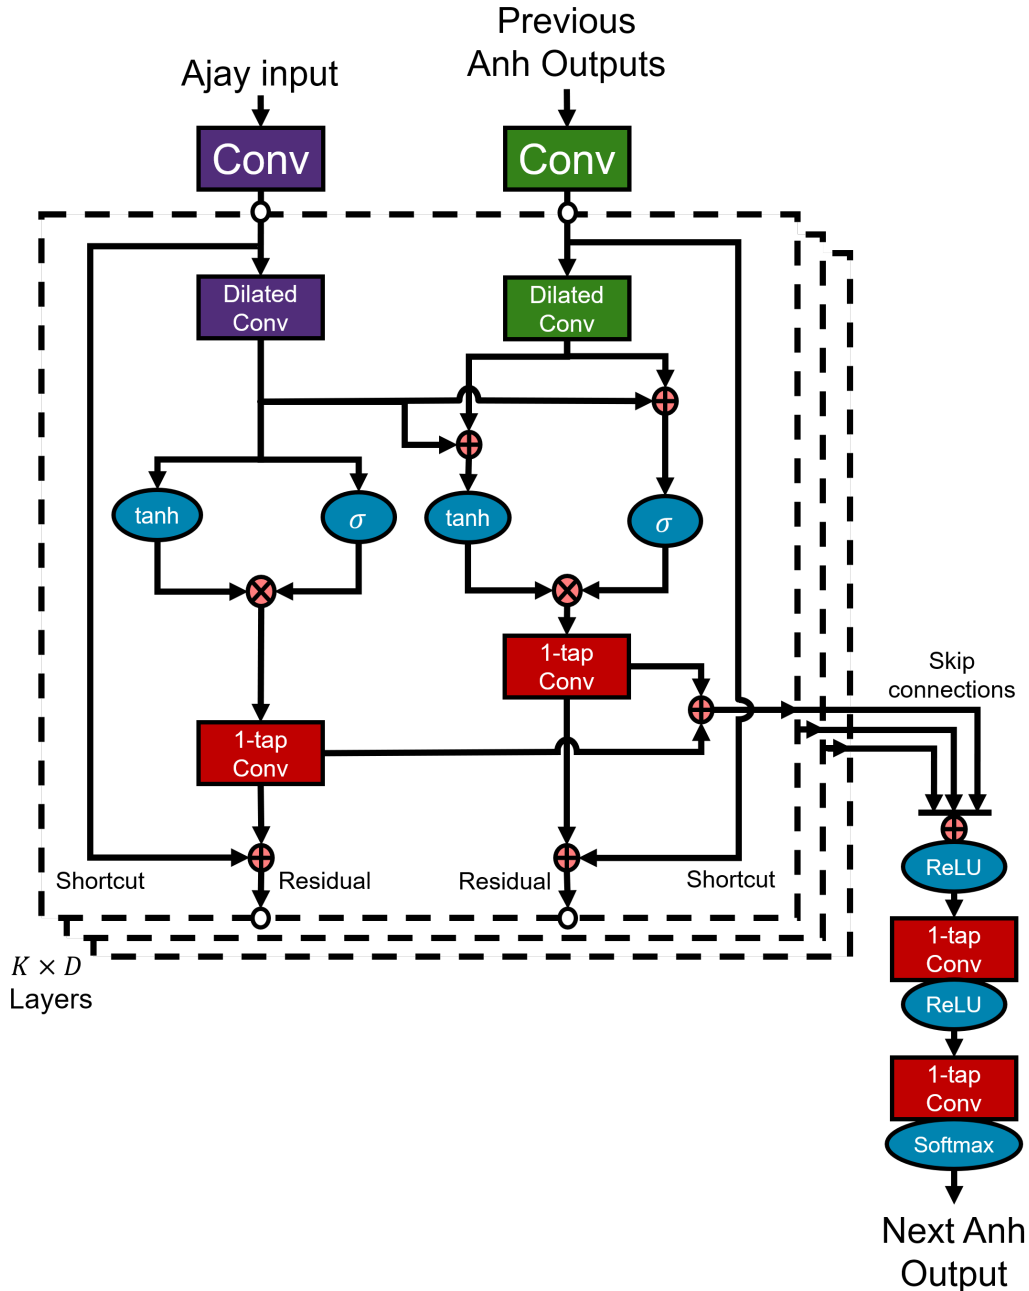 Previous
Anh Outputs
Ajay input
Conv
Conv
Dilated
Conv
Dilated
Conv
tanh
σ
tanh
σ
1-tap
Conv
Skip
connections
1-tap
Conv
ReLU
Shortcut
Residual
Residual
Shortcut
K × D
Layers
1-tap
Conv
ReLU
1-tap
Conv
Softmax
Next Anh
Output